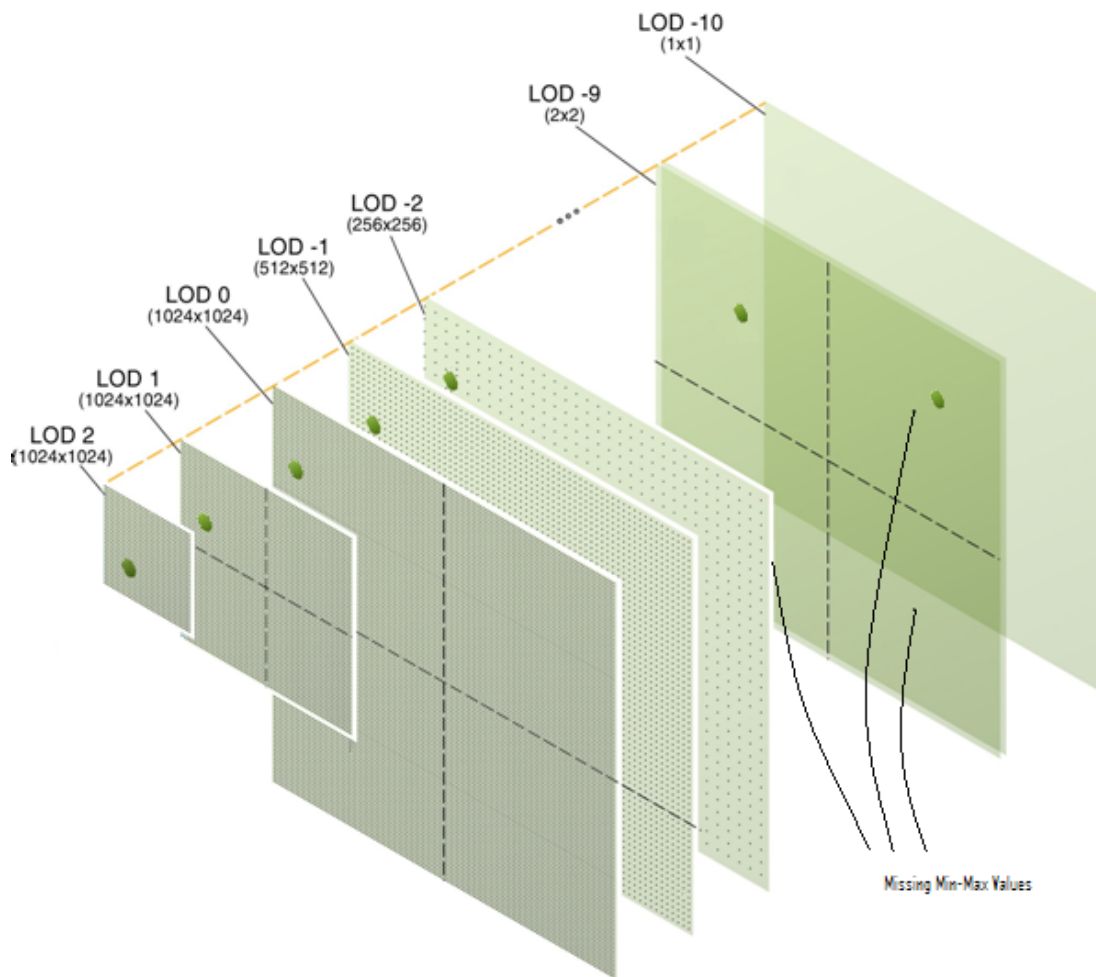 LOD -10
(1x1)
LOD -9
(2x2)
LOD -2
(256x256)
LOD -1
(512x512)
LOD 0
(1024x1024)
LOD 1
(1024x1024)
LOD 2
(1024x1024)
Missing Min-Max Values